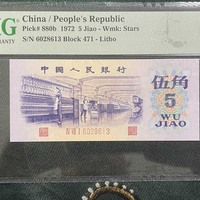 MG
China / People's Republic
Pick# 880b 1972 5 Jiao - Wmk: Stars
S/N 6028613 Block 471 - Litho
中国人民银行
伍角
5
WU
JIAO
6028613